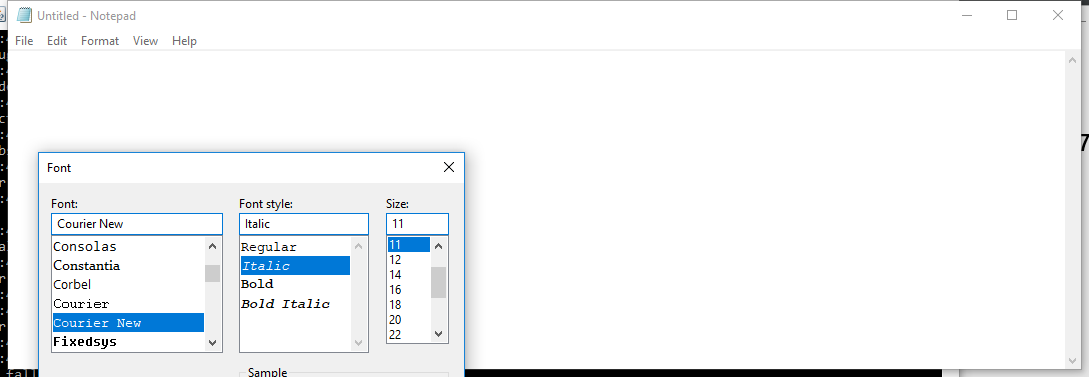 Untitled - Notepad
File Edit Format View Help
Font
Font: Font style: Size:
Courier New Italic 11
Consolas Regular 11
Constantia Italic 12
Corbel Bold 14
Courier Bold Italic 16
Courier New 18
Fixedsys 20
22
Sample
7